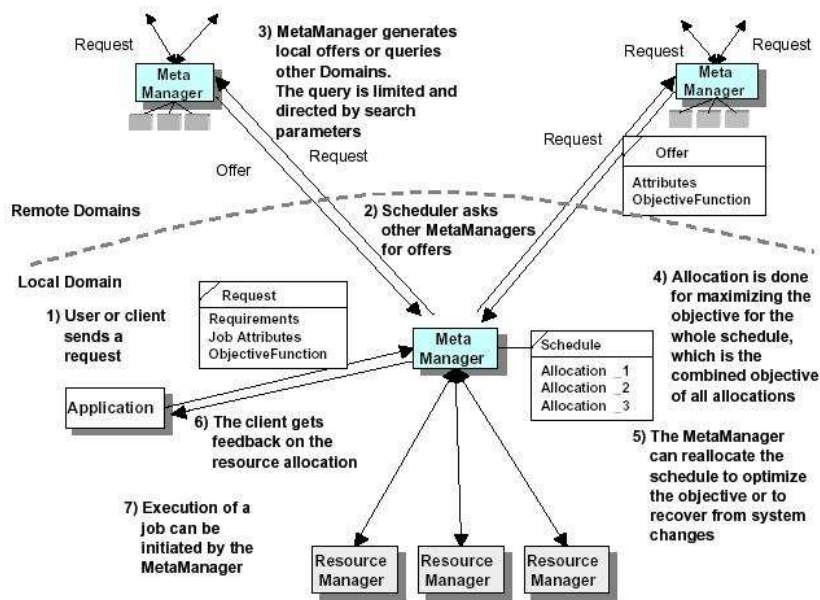 Request
Meta
Manager
3) MetaManager generates
local offers or queries
other Domains.
The query is limited and
directed by search
parameters
Request
Request
Meta
Manager
Offer
Request
Request
Offer
Attributes
ObjectiveFunction
Remote Domains
2) Scheduler asks
other MetaManagers
for offers
Local Domain
1) User or client
sends a
request
Request
Requirements
Job Attributes
ObjectiveFunction
Meta
Manager
Schedule
Allocation _1
Allocation _2
Allocation _3
4) Allocation is done
for maximizing the
objective for the
whole schedule,
which is the
combined objective
of all allocations
Application
6) The client gets
feedback on the
resource allocation
5) The MetaManager
can reallocate the
schedule to optimize
the objective or to
recover from system
changes
7) Execution of a
job can be
initiated by the
MetaManager
Resource
Manager
Resource
Manager
Resource
Manager